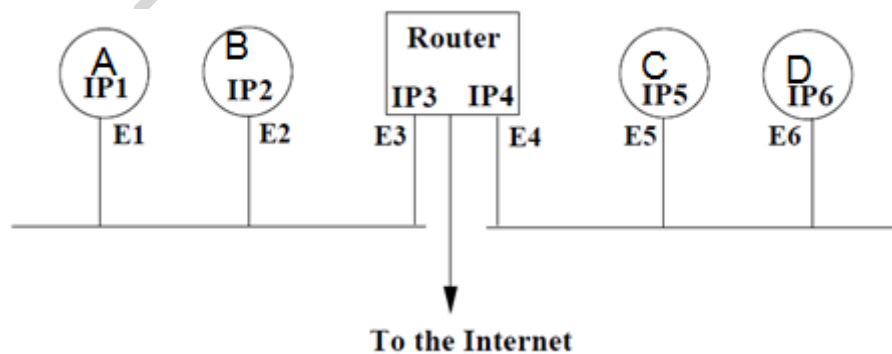 A B Router C D
IP1 IP2 IP3 IP4 IP5 IP6
E1 E2 E3 E4 E5 E6
To the Internet